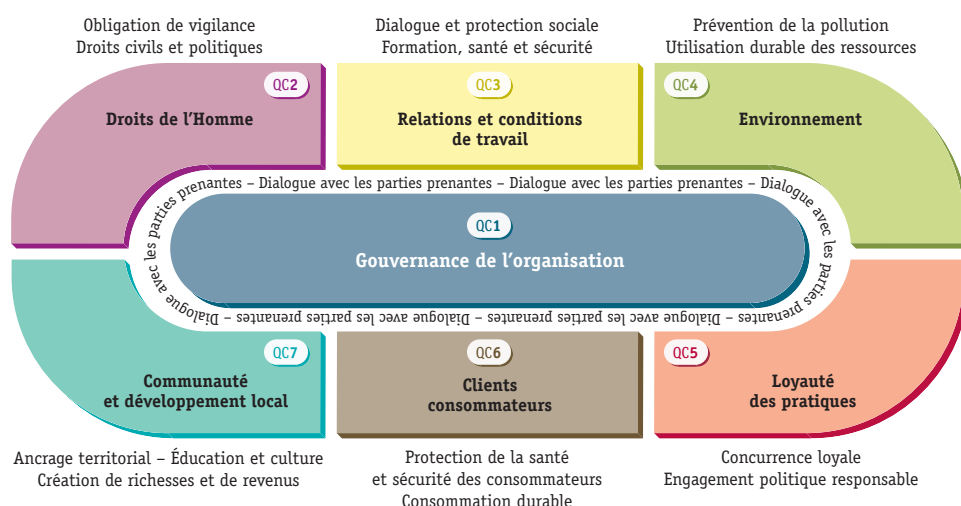 Obligation de vigilance
Droits civils et politiques
Dialogue et protection sociale
Formation, santé et sécurité
Prévention de la pollution
Utilisation durable des ressources
QC2
Droits de l'Homme
QC3
Relations et conditions
de travail
QC4
Environnement
Dialogue avec les parties prenantes – Dialogue avec les parties prenantes – Dialogue avec les parties prenantes – Dialogue avec les parties prenantes – Dialogue avec les parties prenantes – Dialogue avec les parties prenantes –
QC1
Gouvernance de l'organisation
QC7
Communauté
et développement local
QC6
Clients
consommateurs
QC5
Loyauté
des pratiques
Ancrage territorial – Éducation et culture
Création de richesses et de revenus
Protection de la santé
et sécurité des consommateurs
Consommation durable
Concurrence loyale
Engagement politique responsable